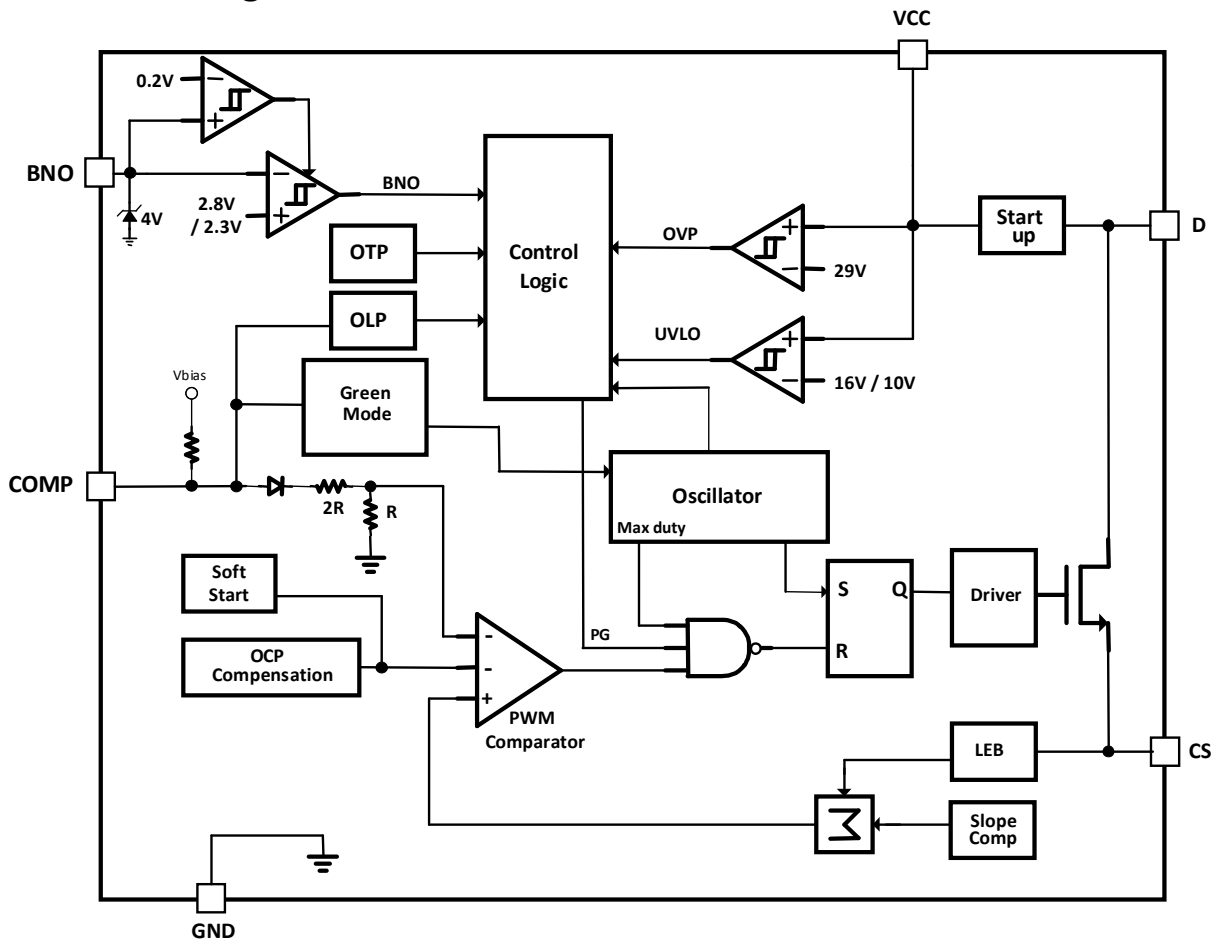 VCC
0.2V
BNO
4V
2.8V
/ 2.3V
BNO
OTP
OLP
Control
Logic
OVP
29V
UVLO
16V / 10V
Start
up
D
Vbias
Green
Mode
COMP
2R
R
Oscillator
Max duty
Soft
Start
OCP
Compensation
PG
PWM
Comparator
S
Q
R
Driver
LEB
CS
Σ
Slope
Comp
GND